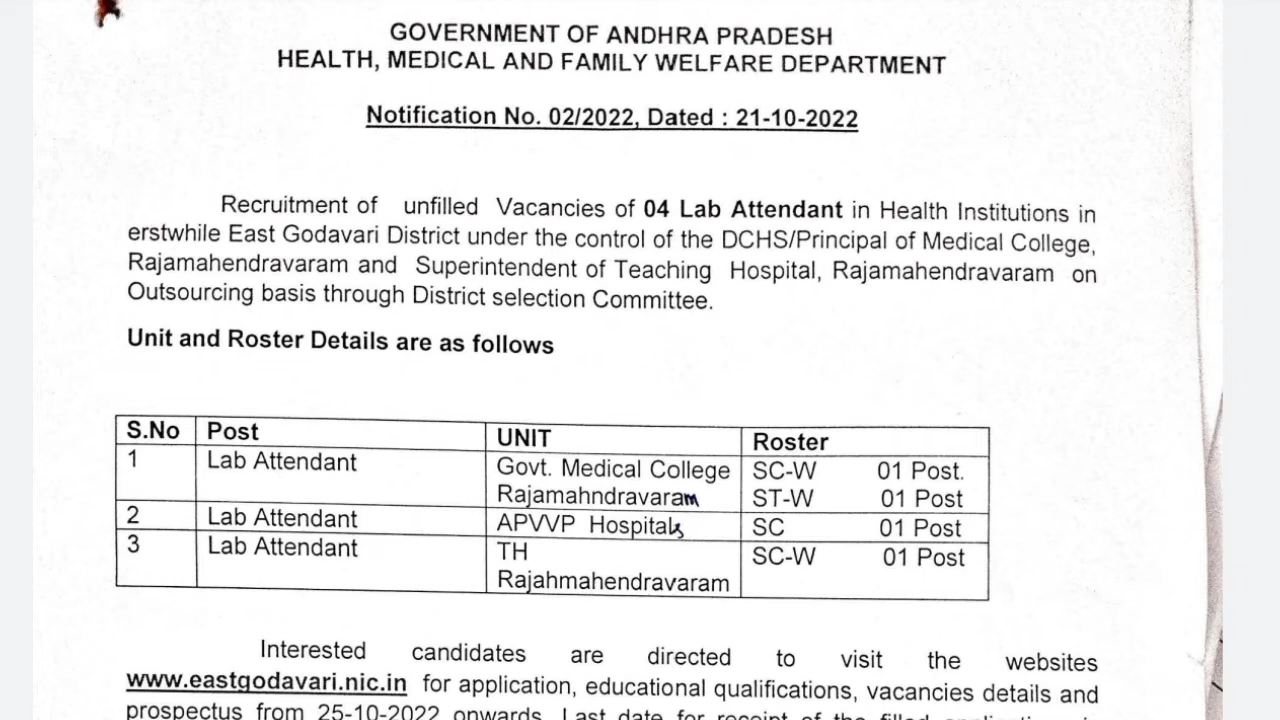 GOVERNMENT OF ANDHRA PRADESH
HEALTH, MEDICAL AND FAMILY WELFARE DEPARTMENT
Notification No. 02/2022, Dated : 21-10-2022
Recruitment of unfilled Vacancies of 04 Lab Attendant in Health Institutions in
erstwhile East Godavari District under the control of the DCHS/Principal of Medical College,
Rajamahendravaram and Superintendent of Teaching Hospital, Rajamahendravaram on
Outsourcing basis through District selection Committee.
Unit and Roster Details are as follows
S.No Post UNIT Roster
1 Lab Attendant Govt. Medical College SC-W 01 Post.
Rajamahndravaram ST-W 01 Post
2 Lab Attendant APVVP Hospitals SC 01 Post
3 Lab Attendant TH SC-W 01 Post
Rajahmahendravaram
Interested candidates are directed to visit the websites
www.eastgodavari.nic.in for application, educational qualifications, vacancies details and
prospectus from 25-10-2022 onwards. Last date for receipt of the filled application is